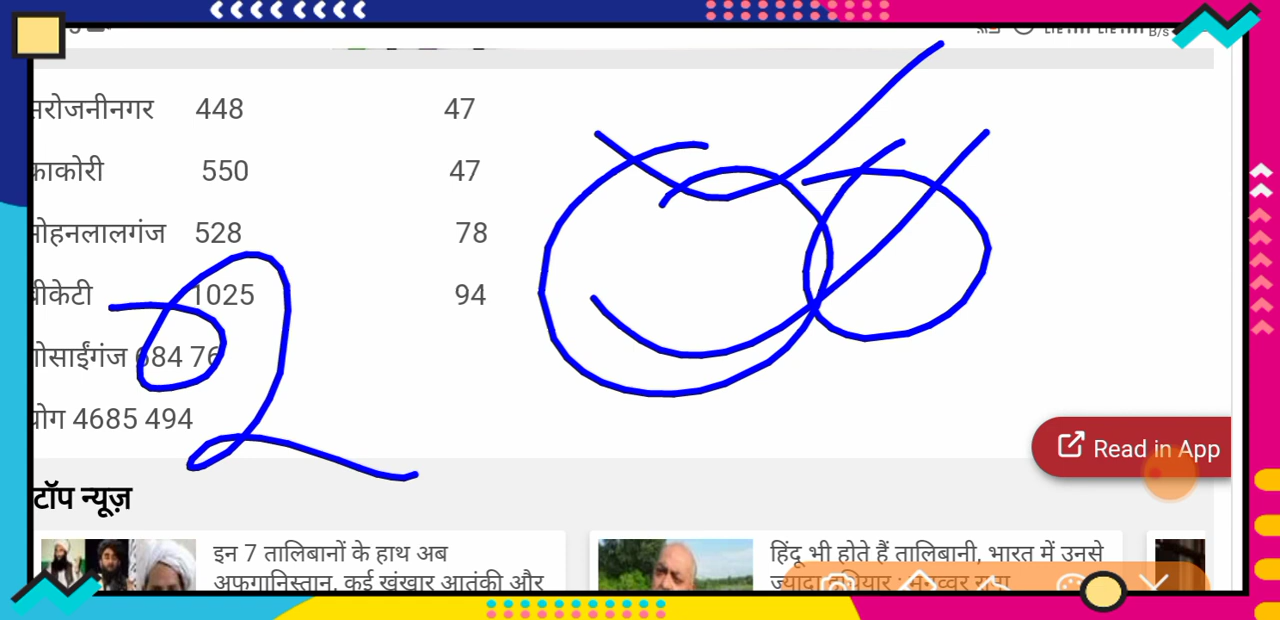 सरोजनीनगर 448 47
काकोरी 550 47
मोहनलालगंज 528 78
बीकेटी 1025 94
गोसाईंगंज 684 76
योग 4685 494
Read in App
टॉप न्यूज़
इन 7 तालिबानों के हाथ अब
अफगानिस्तान, कई खूंखार आतंकी और
हिंदू भी होते हैं तालिबानी, भारत में उनसे
ज्यादा
B/s